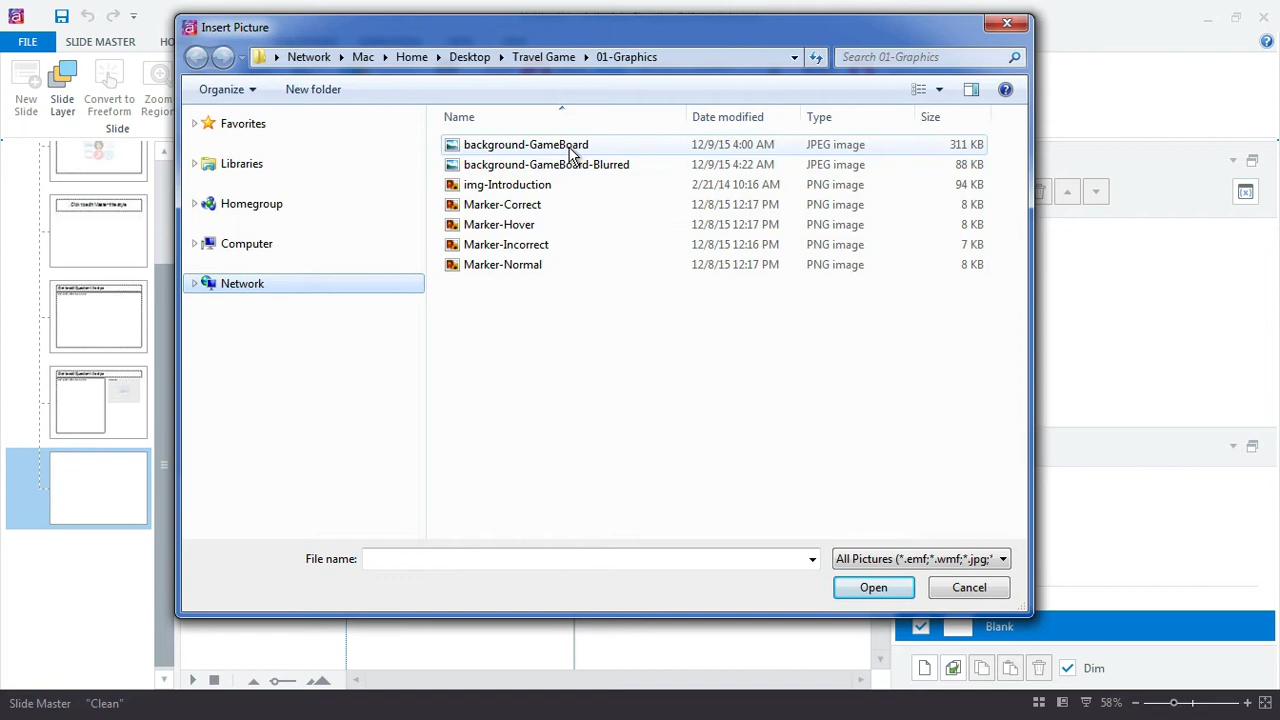 Insert Picture
FILE
SLIDE MASTER
HO
Network
Mac
Home
Desktop
Travel Game
01-Graphics
Search 01-Graphics
New Slide
Slide Layer
Convert to Freeform
Zoom Region
Slide
Organize
New folder
Name
Date modified
Type
Size
Favorites
Libraries
Homegroup
Computer
Network
background-GameBoard
12/9/15 4:00 AM
JPEG image
311 KB
background-GameBoard-Blurred
12/9/15 4:22 AM
JPEG image
88 KB
img-Introduction
2/21/14 10:16 AM
PNG image
94 KB
Marker-Correct
12/8/15 12:17 PM
PNG image
8 KB
Marker-Hover
12/8/15 12:17 PM
PNG image
8 KB
Marker-Incorrect
12/8/15 12:16 PM
PNG image
7 KB
Marker-Normal
12/8/15 12:17 PM
PNG image
8 KB
File name:
All Pictures (*.emf;*.wmf;*.jpg;*
Open
Cancel
Blank
Dim
Slide Master
"Clean"
58%